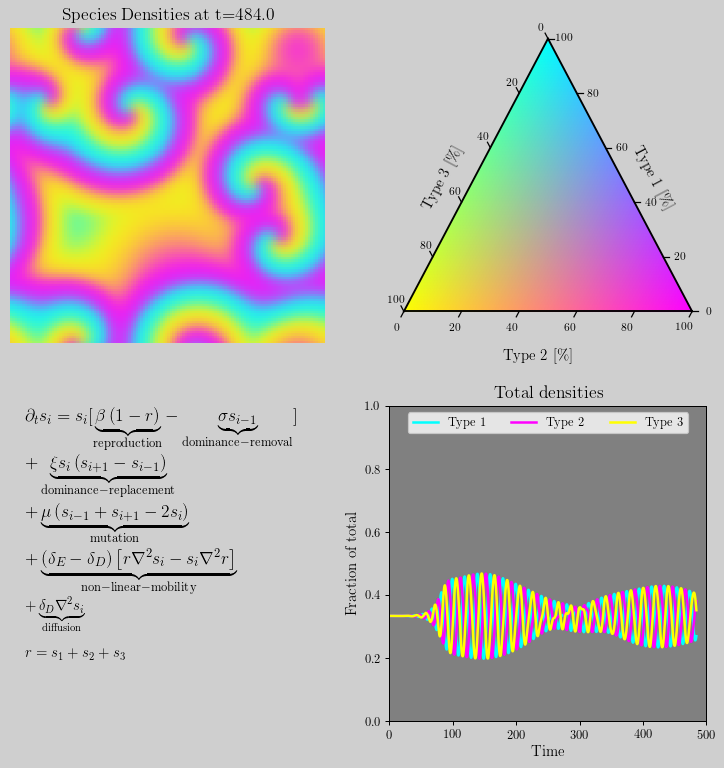 Species Densities at t=484.0
0
100
20
80
40
60
60
40
80
20
100
0
Type 3 [%]
Type 1 [%]
0 20 40 60 80 100
Type 2 [%]
∂ₜsᵢ = sᵢ[β (1 − r) − σsᵢ₋₁ ]
reproduction dominance−removal
+ ξsᵢ (sᵢ₊₁ − sᵢ₋₁)
dominance−replacement
+ μ (sᵢ₋₁ + sᵢ₊₁ − 2sᵢ)
mutation
+ (δ_E − δ_D) [r∇²sᵢ − sᵢ∇²r]
non−linear−mobility
+ δ_D∇²sᵢ
diffusion
r = s₁ + s₂ + s₃
Total densities
Type 1 Type 2 Type 3
Fraction of total
1.0
0.8
0.6
0.4
0.2
0.0
0 100 200 300 400 500
Time